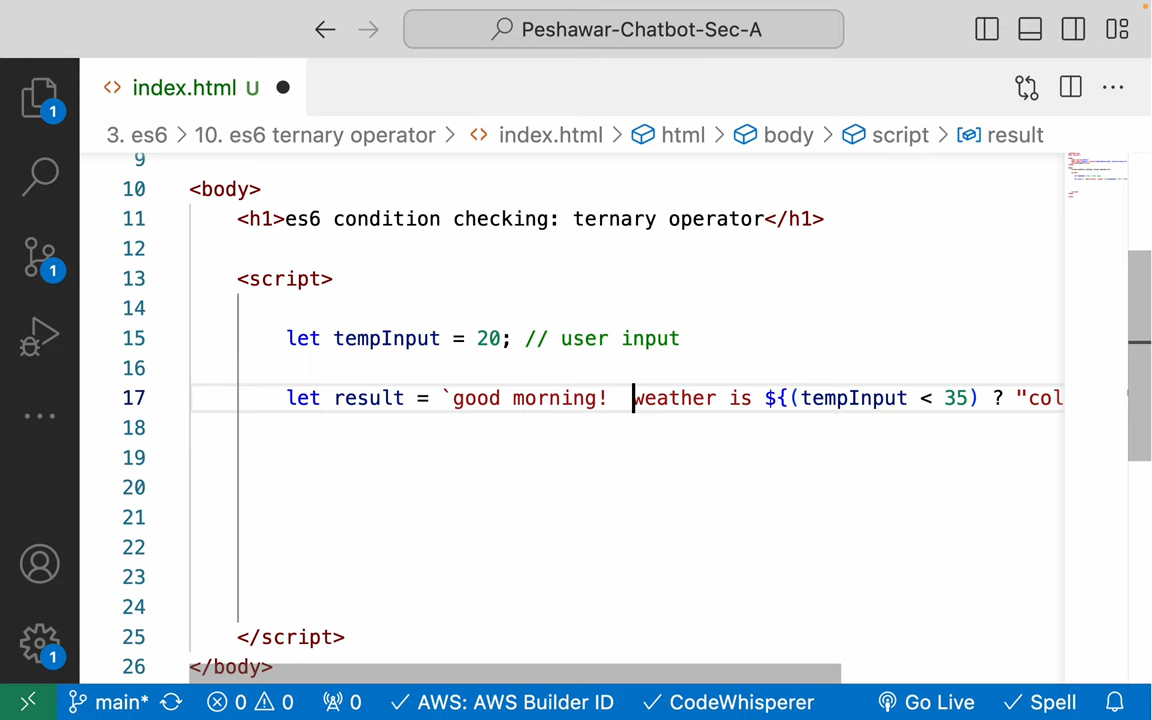 Peshawar-Chatbot-Sec-A
index.html U
3. es6 > 10. es6 ternary operator > index.html > html > body > script > result
9
10 <body>
11 <h1>es6 condition checking: ternary operator</h1>
12
13 <script>
14
15 let tempInput = 20; // user input
16
17 let result = `good morning!  weather is ${(tempInput < 35) ? "col
18
19
20
21
22
23
24
25 </script>
26 </body>
1
1
1
main* 0 0 0 AWS: AWS Builder ID CodeWhisperer Go Live Spell